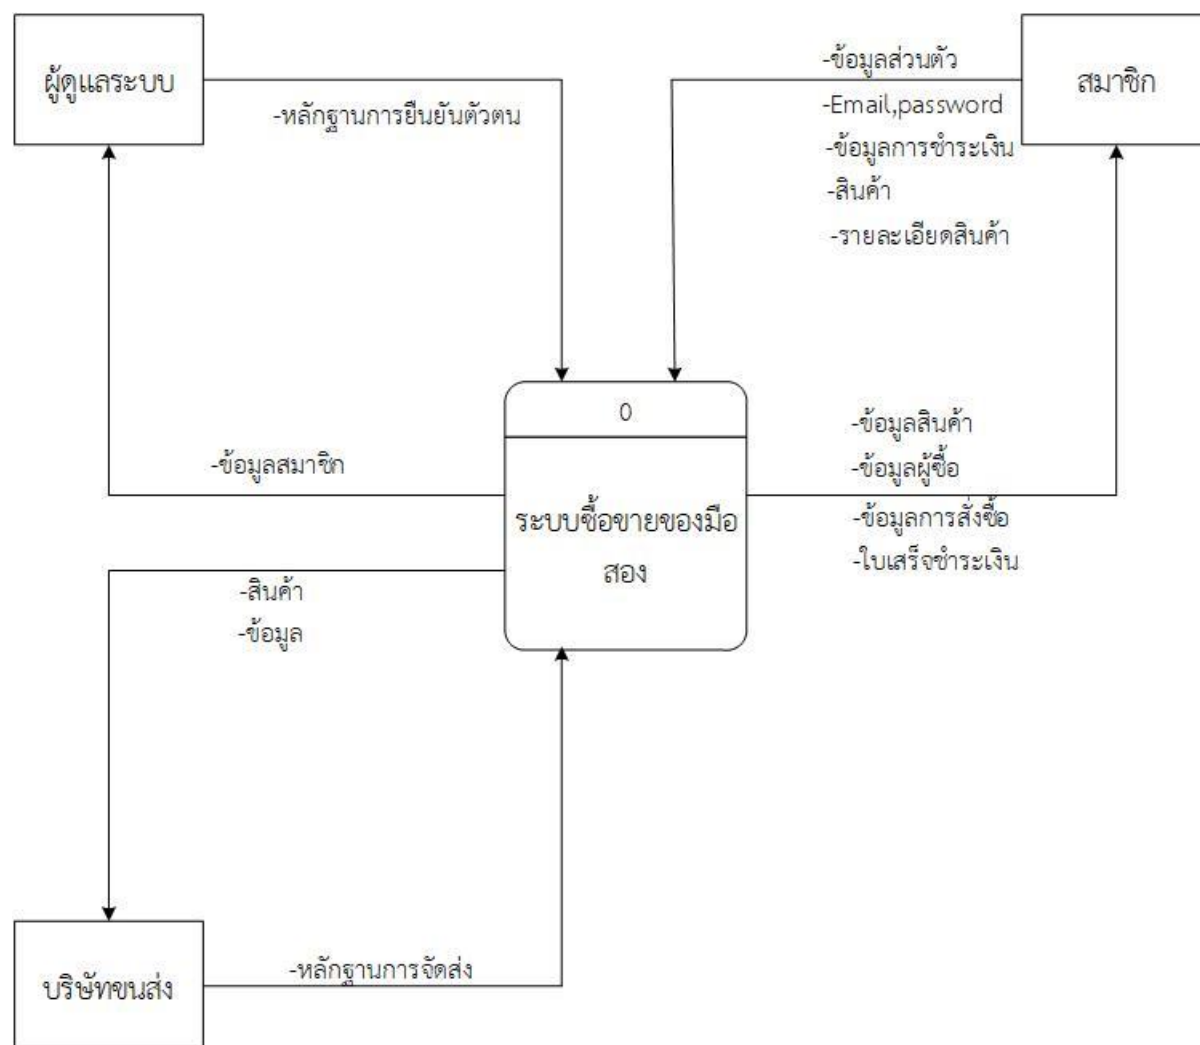 ผู้ดูแลระบบ
-หลักฐานการยืนยันตัวตน
-ข้อมูลส่วนตัว
-Email,password
-ข้อมูลการชำระเงิน
-สินค้า
-รายละเอียดสินค้า
สมาชิก
0
ระบบซื้อขายของมือ
สอง
-ข้อมูลสมาชิก
-ข้อมูลสินค้า
-ข้อมูลผู้ซื้อ
-ข้อมูลการสั่งซื้อ
-ใบเสร็จชำระเงิน
-สินค้า
-ข้อมูล
บริษัทขนส่ง
-หลักฐานการจัดส่ง